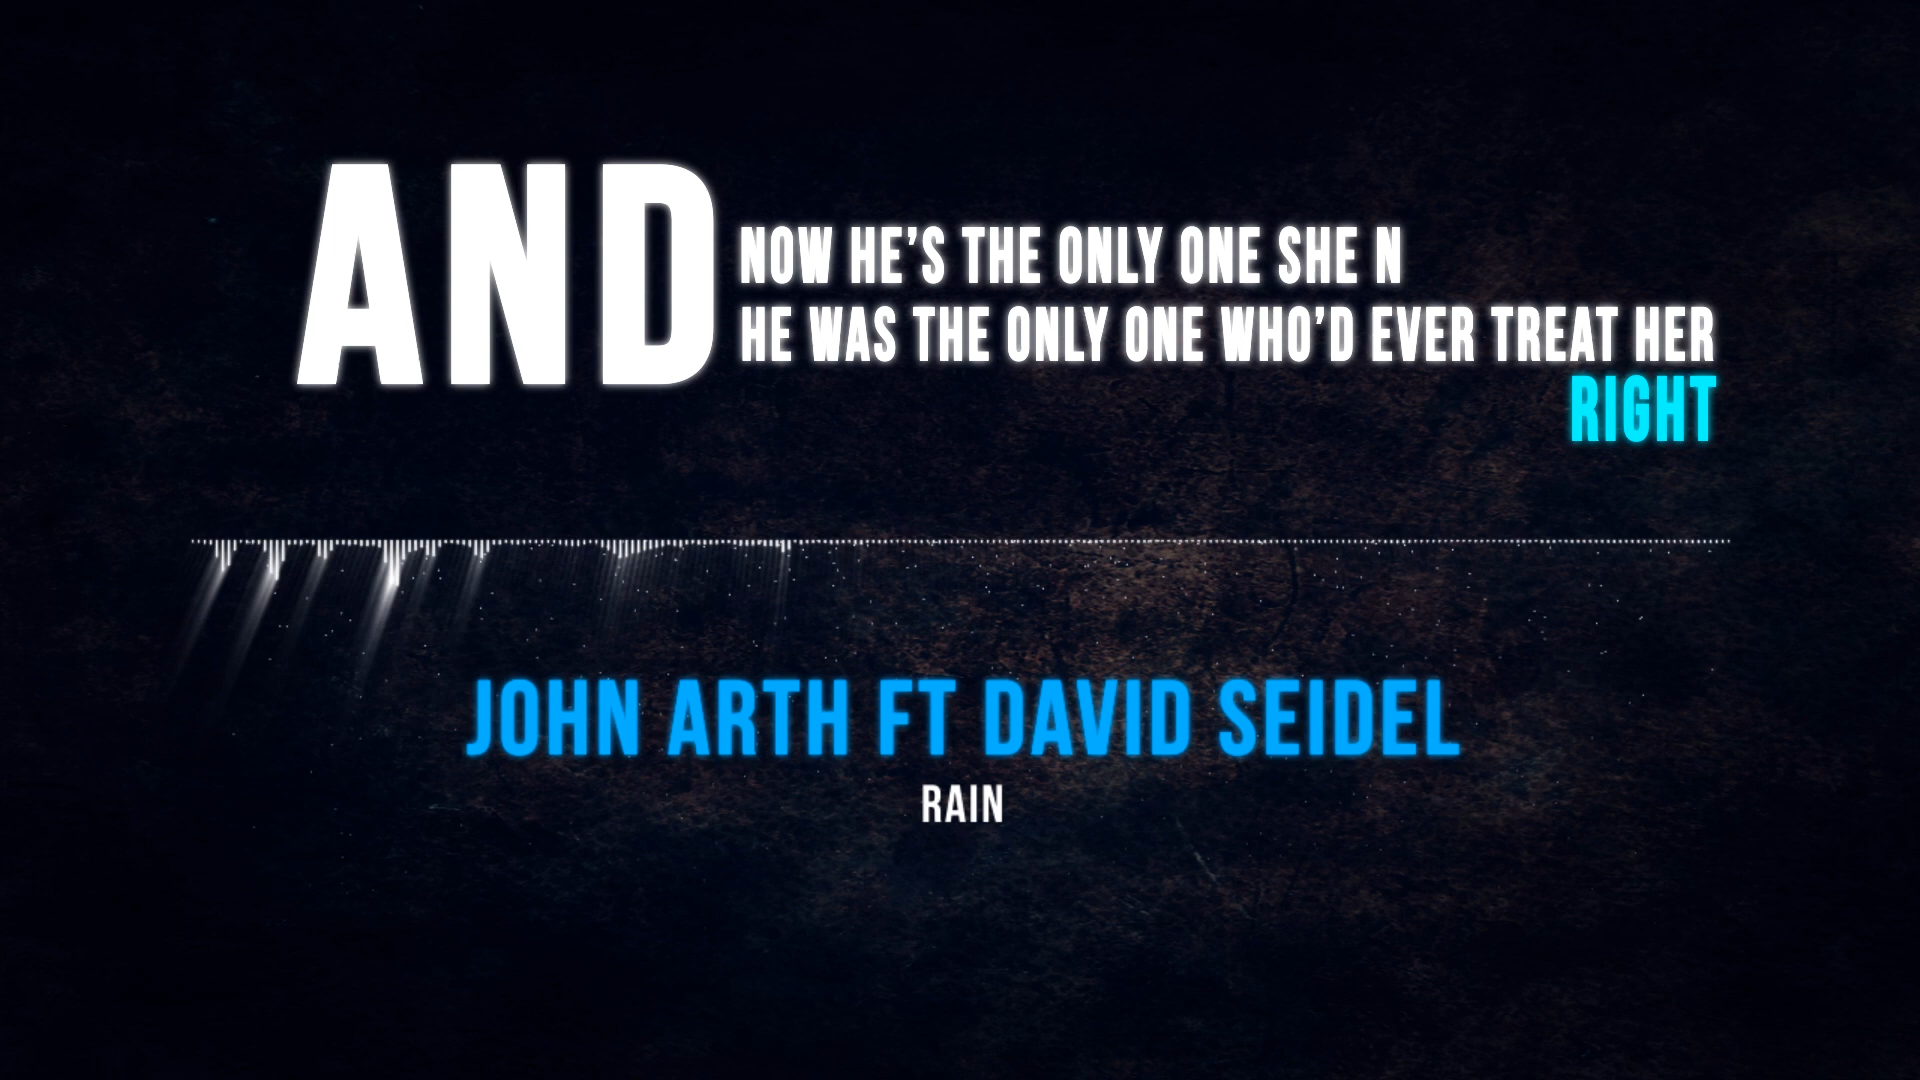 AND
NOW HE'S THE ONLY ONE SHE N
HE WAS THE ONLY ONE WHO'D EVER TREAT HER
RIGHT
JOHN ARTH FT DAVID SEIDEL
RAIN